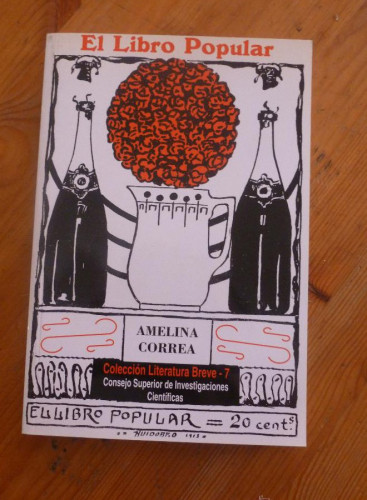 El Libro Popular
AMELINA
CORREA
Colección Literatura Breve - 7
Consejo Superior de Investigaciones
Científicas
EL LIBRO POPULAR = 20 cent.s